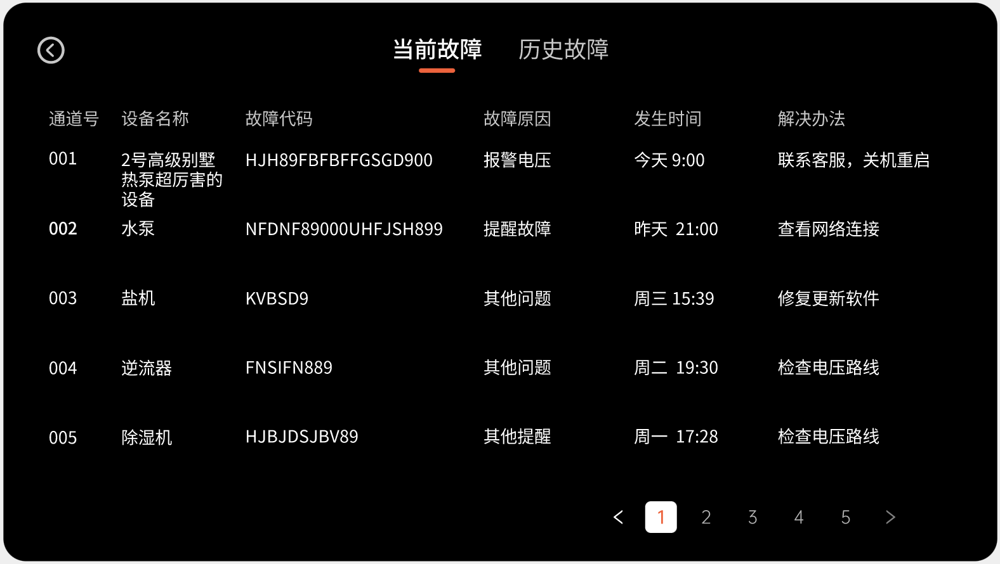 当前故障 历史故障
通道号 设备名称 故障代码 故障原因 发生时间 解决办法
001 2号高级别墅 HJH89FBFBFFGSGD900 报警电压 今天 9:00 联系客服，关机重启
热泵超厉害的
设备
002 水泵 NFDNF89000UHFJSH899 提醒故障 昨天 21:00 查看网络连接
003 盐机 KVBSD9 其他问题 周三 15:39 修复更新软件
004 逆流器 FNSIFN889 其他问题 周二 19:30 检查电压路线
005 除湿机 HJBJDSJBV89 其他提醒 周一 17:28 检查电压路线
1 2 3 4 5